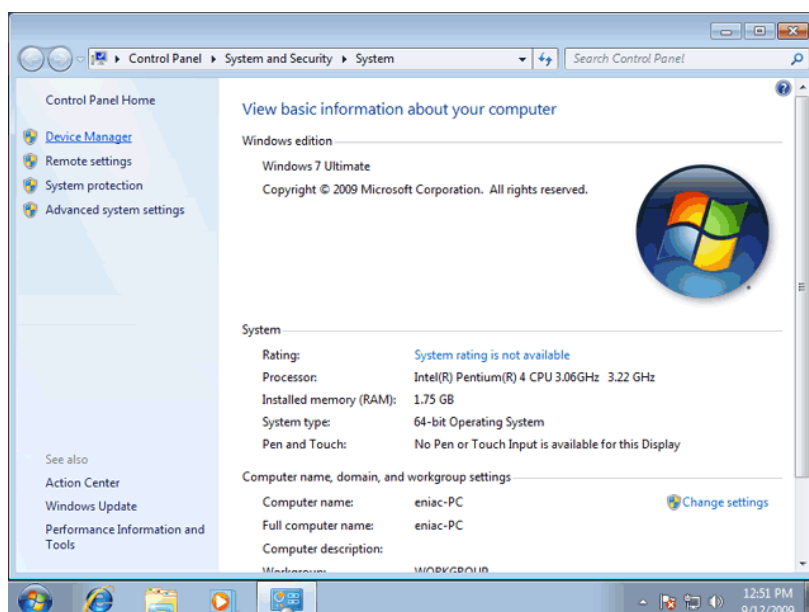 Control Panel System and Security System
Search Control Panel
Control Panel Home
Device Manager
Remote settings
System protection
Advanced system settings
See also
Action Center
Windows Update
Performance Information and
Tools
View basic information about your computer
Windows edition
Windows 7 Ultimate
Copyright © 2009 Microsoft Corporation. All rights reserved.
System
Rating: System rating is not available
Processor: Intel(R) Pentium(R) 4 CPU 3.06GHz 3.22 GHz
Installed memory (RAM): 1.75 GB
System type: 64-bit Operating System
Pen and Touch: No Pen or Touch Input is available for this Display
Computer name, domain, and workgroup settings
Computer name: eniac-PC
Change settings
Full computer name: eniac-PC
Computer description:
Workgroup: WORKGROUP
12:51 PM
9/12/2009